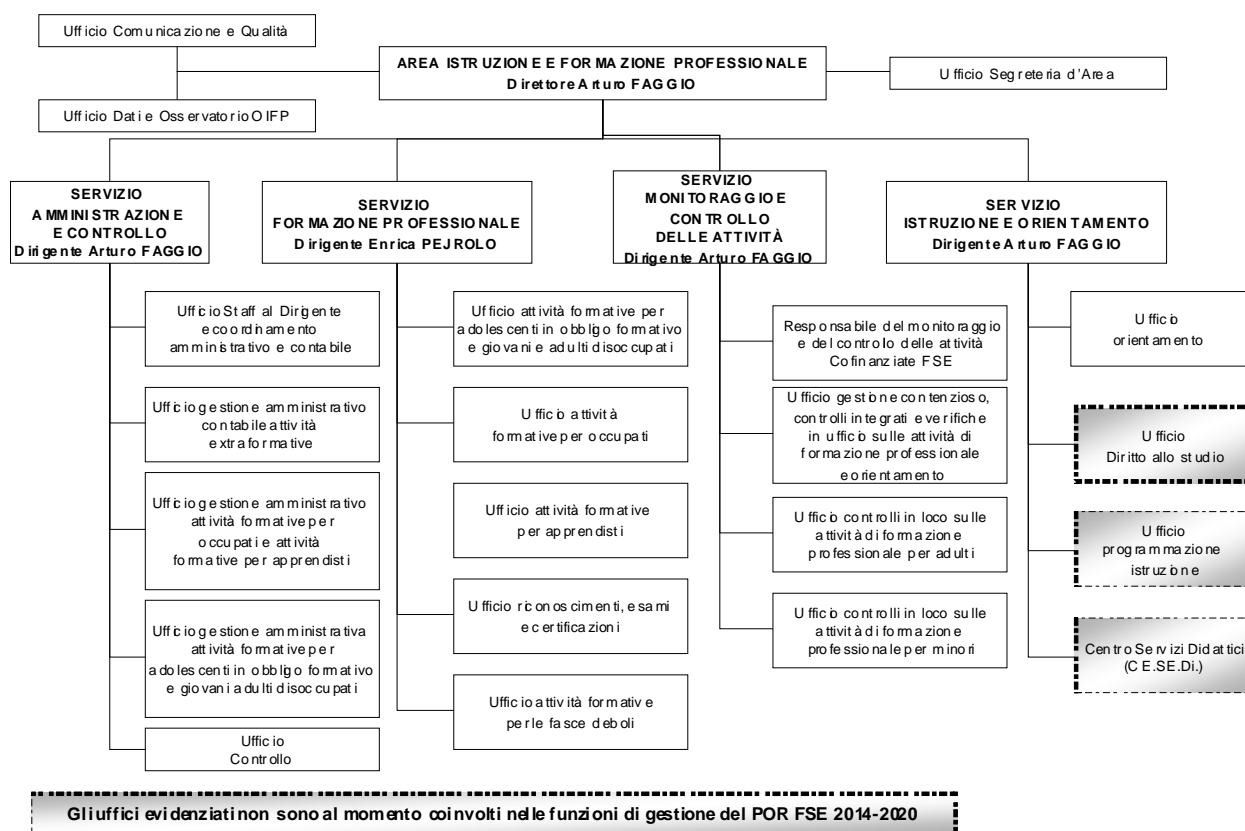 Ufficio Comunicazione e Qualità
AREA ISTRUZIONE E FORMAZIONE PROFESSIONALE
Direttore Arturo FAGGIO
Ufficio Segreteria d'Area
Ufficio Dati e Osservatorio OIFP
SERVIZIO
AMMINISTRAZIONE
E CONTROLLO
Dirigente Arturo FAGGIO
SERVIZIO
FORMAZIONE PROFESSIONALE
Dirigente Enrica PEJROLO
SERVIZIO
MONITORAGGIO E
CONTROLLO
DELLE ATTIVITÀ
Dirigente Arturo FAGGIO
SERVIZIO
ISTRUZIONE E ORIENTAMENTO
Dirigente Arturo FAGGIO
Ufficio Staff al Dirigente
e coordinamento
amministrativo e contabile
Ufficio gestione amministrativo
contabile attività
extraformative
Ufficio gestione amministrativo
attività formative per
occupati e attività
formative per apprendisti
Ufficio gestione amministrativa
attività formative per
adolescenti in obbligo formativo
e giovani adulti disoccupati
Ufficio
Controllo
Ufficio attività formative per
adolescenti in obbligo formativo
e giovani e adulti disoccupati
Ufficio attività
formative per occupati
Ufficio attività formative
per apprendisti
Ufficio riconoscimenti, esami
e certificazioni
Ufficio attività formative
per le fasce deboli
Responsabile del monitoraggio
e del controllo delle attività
Cofinanziate FSE
Ufficio gestione contenzioso,
controlli integrati e verifiche
in ufficio sulle attività di
formazione professionale
e orientamento
Ufficio controlli in loco sulle
attività di formazione
professionale per adulti
Ufficio controlli in loco sulle
attività di formazione
professionale per minori
Ufficio
orientamento
Ufficio
Diritto allo studio
Ufficio
programmazione
istruzione
Centro Servizi Didattici
(CE.SE.Di.)
Gli uffici evidenziati non sono al momento coinvolti nelle funzioni di gestione del POR FSE 2014-2020